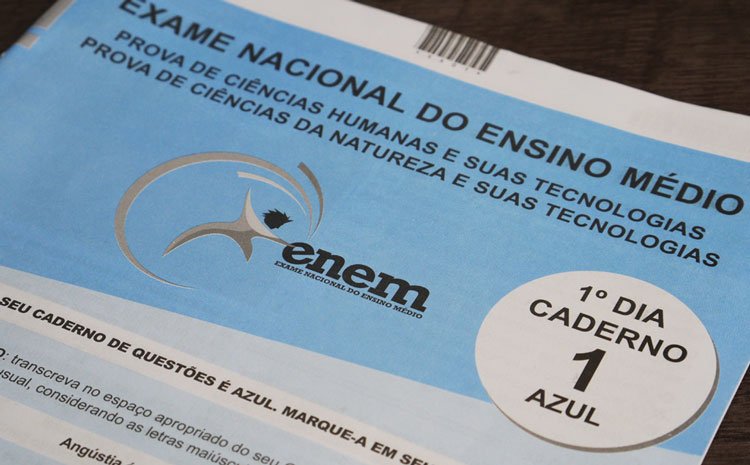 EXAME NACIONAL DO ENSINO MÉDIO
PROVA DE CIÊNCIAS HUMANAS E SUAS TECNOLOGIAS
PROVA DE CIÊNCIAS DA NATUREZA E SUAS TECNOLOGIAS
enem
EXAME NACIONAL DO ENSINO MÉDIO
1º DIA
CADERNO
1
AZUL
SEU CADERNO DE QUESTÕES É AZUL. MARQUE-A EM SEU
: transcreva no espaço apropriado do seu
usual, considerando as letras maiúsc
Angústia